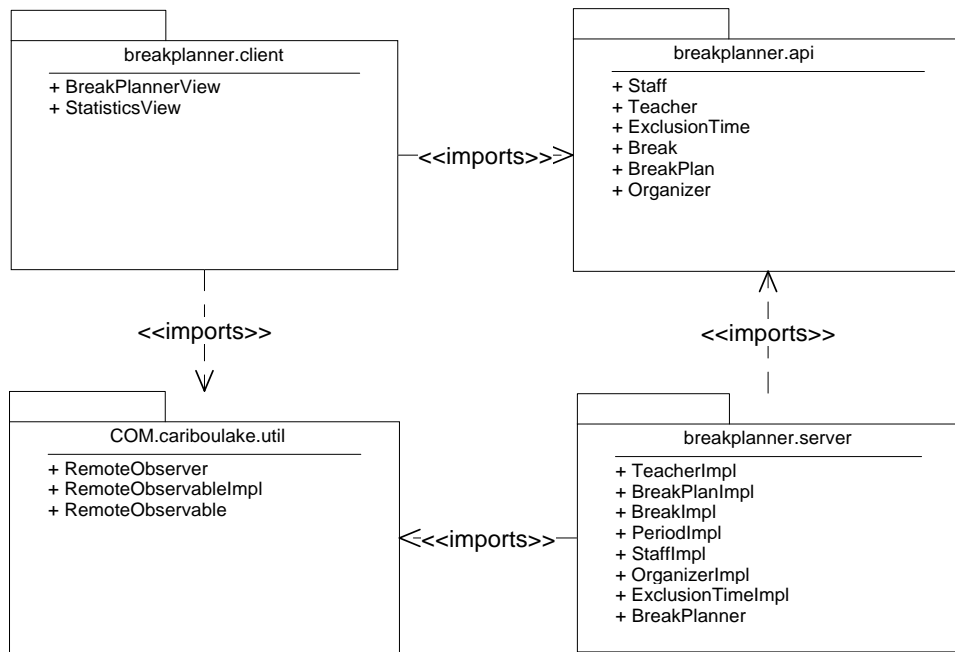 breakplanner.client
+ BreakPlannerView
+ StatisticsView
<<imports>>
breakplanner.api
+ Staff
+ Teacher
+ ExclusionTime
+ Break
+ BreakPlan
+ Organizer
<<imports>>
<<imports>>
COM.cariboulake.util
+ RemoteObserver
+ RemoteObservableImpl
+ RemoteObservable
<<imports>>
breakplanner.server
+ TeacherImpl
+ BreakPlanImpl
+ BreakImpl
+ PeriodImpl
+ StaffImpl
+ OrganizerImpl
+ ExclusionTimeImpl
+ BreakPlanner